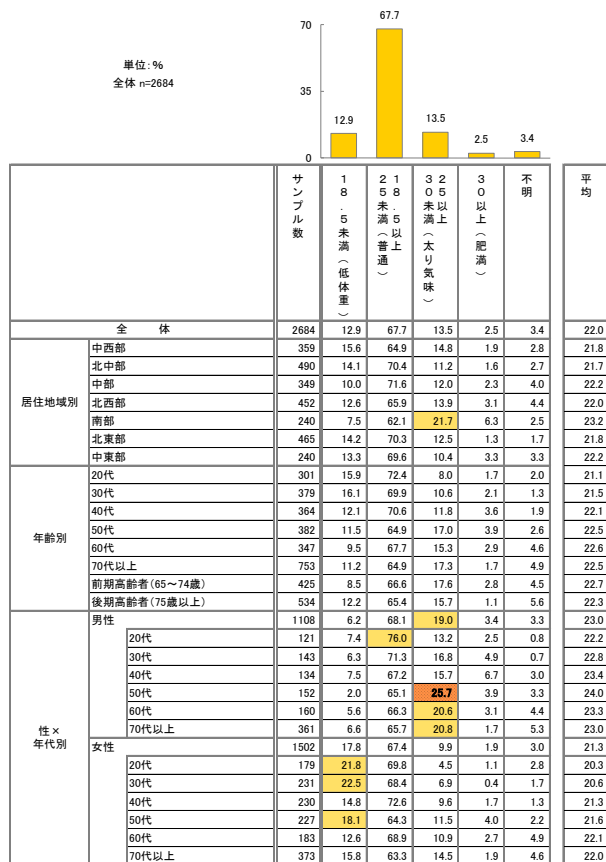 単位:%
全体 n=2684
70
35
0
12.9
67.7
13.5
2.5
3.4
サンプル数
18.5未満(低体重)
18.5以上25未満(普通)
25以上30未満(太り気味)
30以上(肥満)
不明
平均
全 体 2684 12.9 67.7 13.5 2.5 3.4 22.0
居住地域別
中西部 359 15.6 64.9 14.8 1.9 2.8 21.8
北中部 490 14.1 70.4 11.2 1.6 2.7 21.7
中部 349 10.0 71.6 12.0 2.3 4.0 22.2
北西部 452 12.6 65.9 13.9 3.1 4.4 22.0
南部 240 7.5 62.1 21.7 6.3 2.5 23.2
北東部 465 14.2 70.3 12.5 1.3 1.7 21.8
中東部 240 13.3 69.6 10.4 3.3 3.3 22.2
年齢別
20代 301 15.9 72.4 8.0 1.7 2.0 21.1
30代 379 16.1 69.9 10.6 2.1 1.3 21.5
40代 364 12.1 70.6 11.8 3.6 1.9 22.1
50代 382 11.5 64.9 17.0 3.9 2.6 22.5
60代 347 9.5 67.7 15.3 2.9 4.6 22.6
70代以上 753 11.2 64.9 17.3 1.7 4.9 22.5
前期高齢者(65~74歳) 425 8.5 66.6 17.6 2.8 4.5 22.7
後期高齢者(75歳以上) 534 12.2 65.4 15.7 1.1 5.6 22.3
性×
年代別
男性 1108 6.2 68.1 19.0 3.4 3.3 23.0
20代 121 7.4 76.0 13.2 2.5 0.8 22.2
30代 143 6.3 71.3 16.8 4.9 0.7 22.8
40代 134 7.5 67.2 15.7 6.7 3.0 23.4
50代 152 2.0 65.1 25.7 3.9 3.3 24.0
60代 160 5.6 66.3 20.6 3.1 4.4 23.3
70代以上 361 6.6 65.7 20.8 1.7 5.3 23.0
女性 1502 17.8 67.4 9.9 1.9 3.0 21.3
20代 179 21.8 69.8 4.5 1.1 2.8 20.3
30代 231 22.5 68.4 6.9 0.4 1.7 20.6
40代 230 14.8 72.6 9.6 1.7 1.3 21.3
50代 227 18.1 64.3 11.5 4.0 2.2 21.6
60代 183 12.6 68.9 10.9 2.7 4.9 22.1
70代以上 373 15.8 63.3 14.5 1.9 4.6 22.0